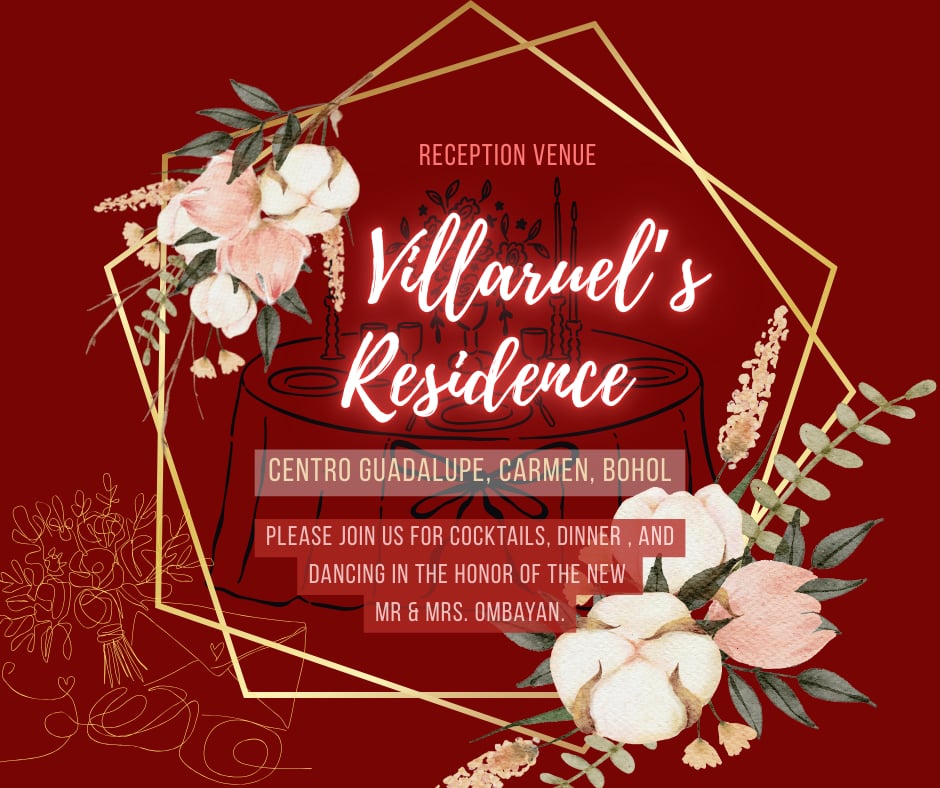 RECEPTION VENUE
Villaruel's
Residence
CENTRO GUADALUPE, CARMEN, BOHOL
PLEASE JOIN US FOR COCKTAILS, DINNER , AND
DANCING IN THE HONOR OF THE NEW
MR & MRS. OMBAYAN.